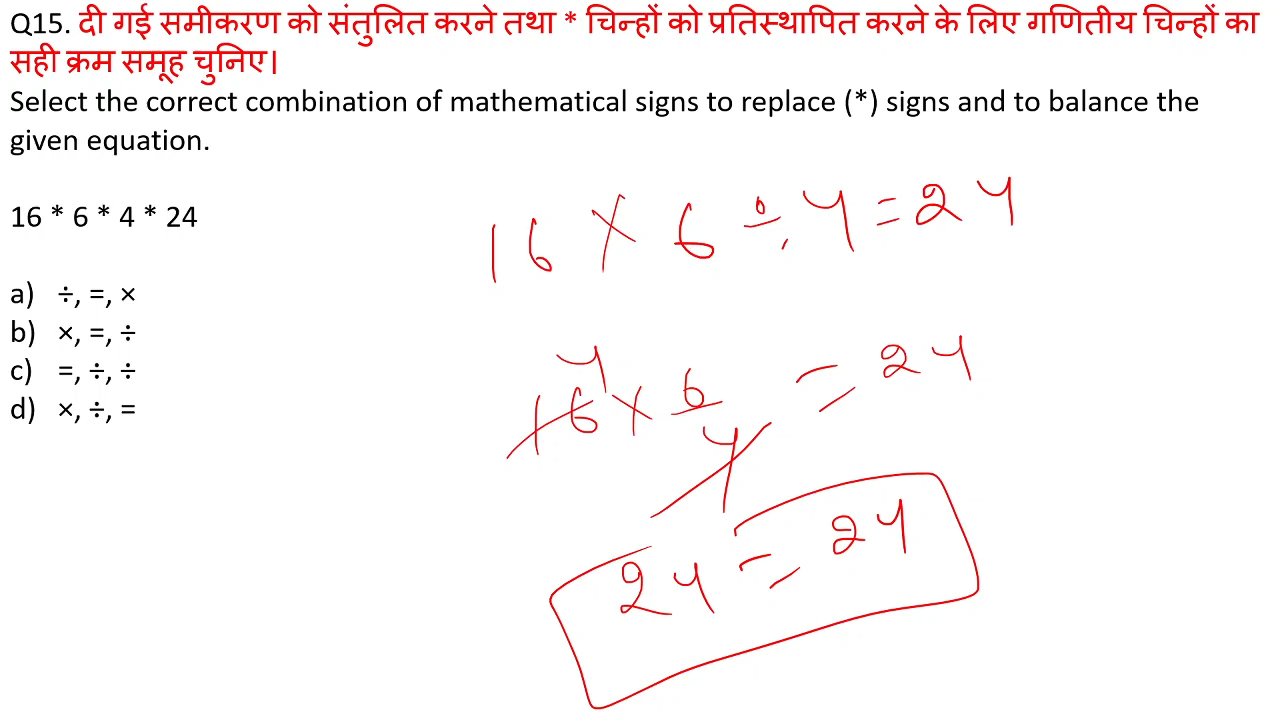 Q15. दी गई समीकरण को संतुलित करने तथा * चिन्हों को प्रतिस्थापित करने के लिए गणितीय चिन्हों का
सही क्रम समूह चुनिए।
Select the correct combination of mathematical signs to replace (*) signs and to balance the
given equation.
16 * 6 * 4 * 24
a) ÷, =, ×
b) ×, =, ÷
c) =, ÷, ÷
d) ×, ÷, =
16 × 6 ÷ 4 = 24
4
16 × 6/4 = 24
24 = 24